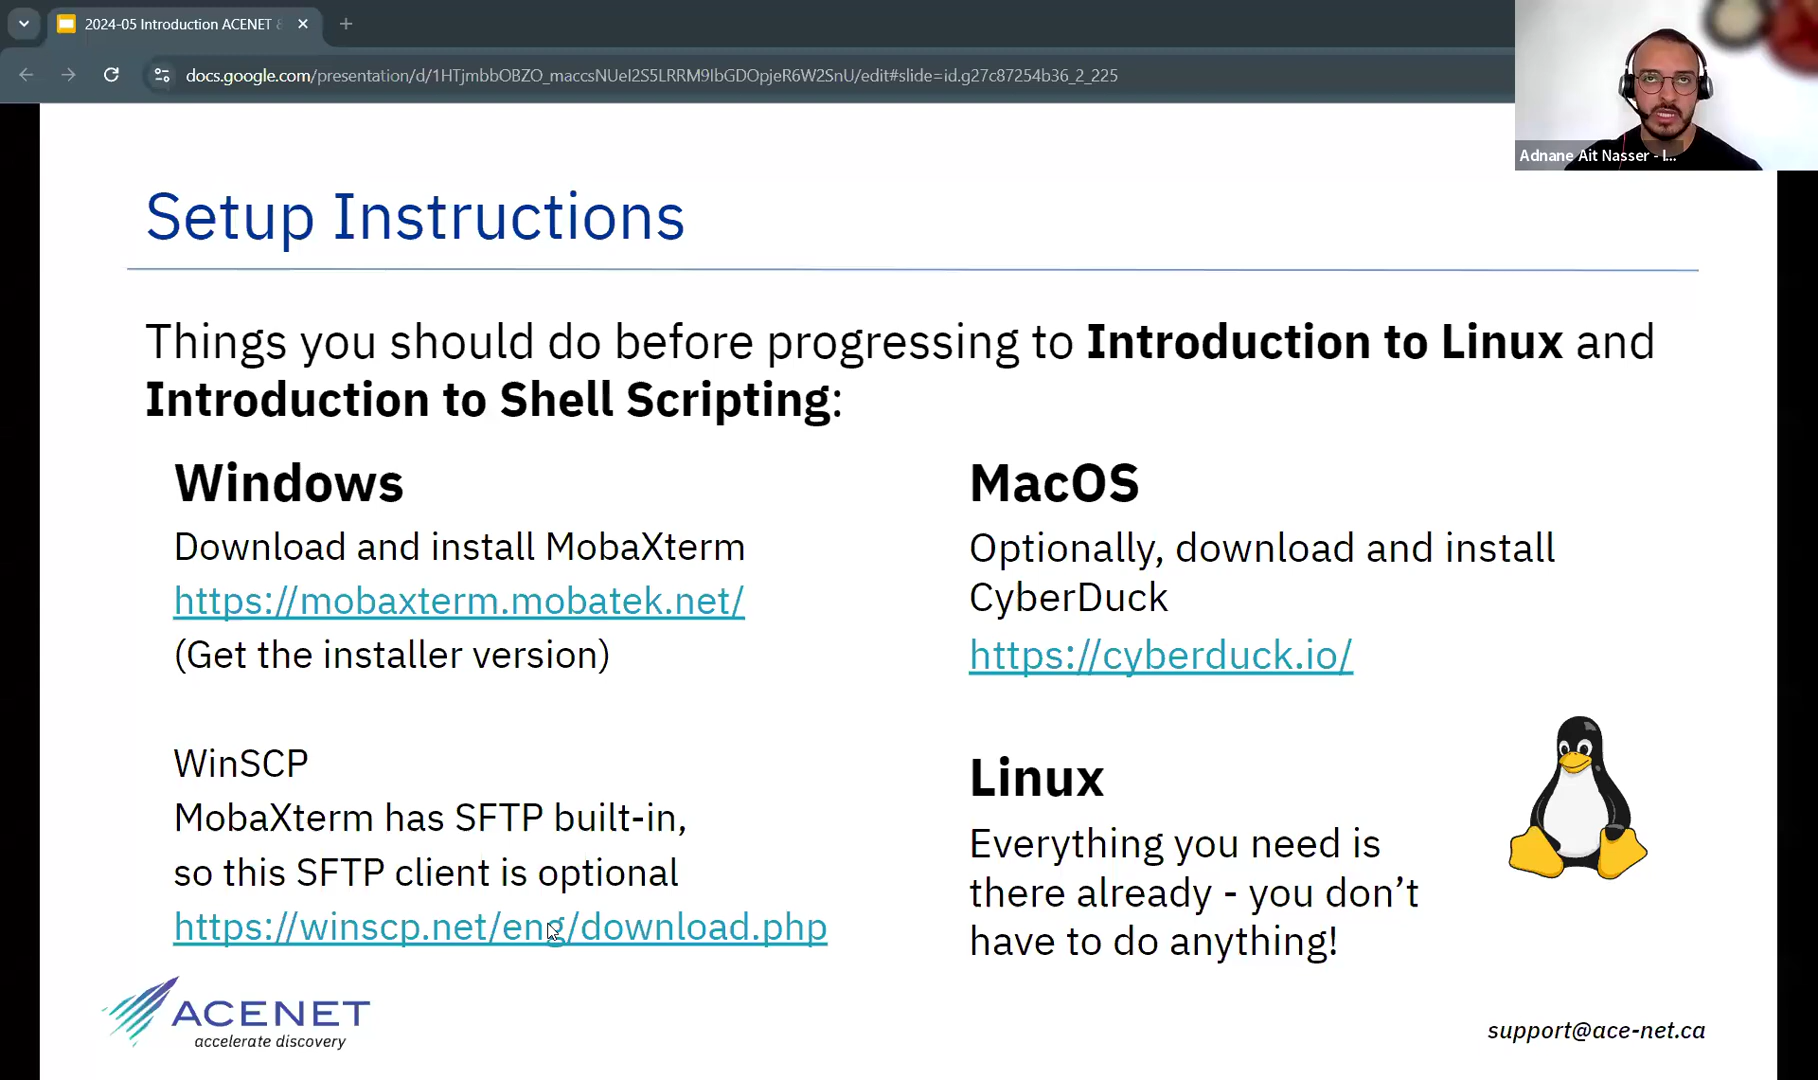 2024-05 Introduction ACENET &
docs.google.com/presentation/d/1HTjmbbOBZO_maccsNUeI2S5LRRM9IbGDOpjeR6W2SnU/edit#slide=id.g27c87254b36_2_225
Adnane Ait Nasser - I...
Setup Instructions
Things you should do before progressing to Introduction to Linux and
Introduction to Shell Scripting:
Windows
Download and install MobaXterm
https://mobaxterm.mobatek.net/
(Get the installer version)
WinSCP
MobaXterm has SFTP built-in,
so this SFTP client is optional
https://winscp.net/eng/download.php
MacOS
Optionally, download and install
CyberDuck
https://cyberduck.io/
Linux
Everything you need is
there already - you don’t
have to do anything!
ACENET
accelerate discovery
support@ace-net.ca